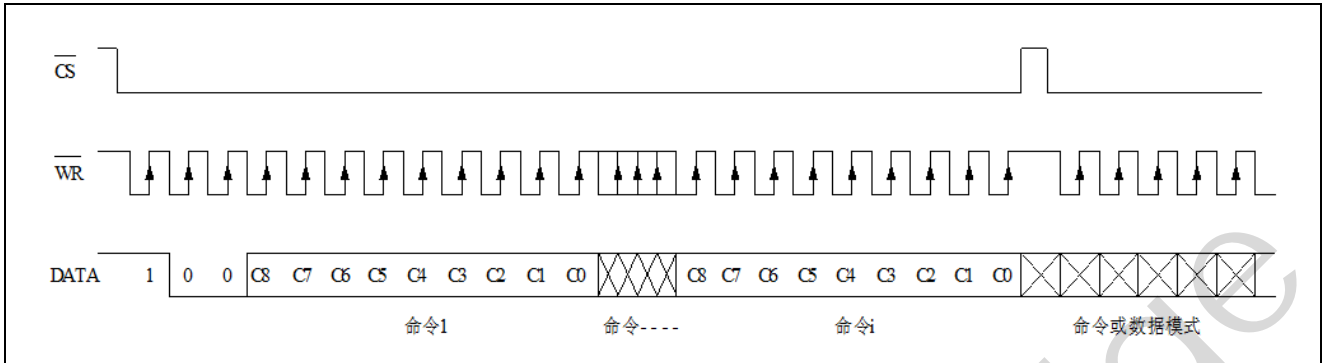 CS
WR
DATA 1 0 0 C8 C7 C6 C5 C4 C3 C2 C1 C0 C8 C7 C6 C5 C4 C3 C2 C1 C0
命令1 命令---- 命令i 命令或数据模式